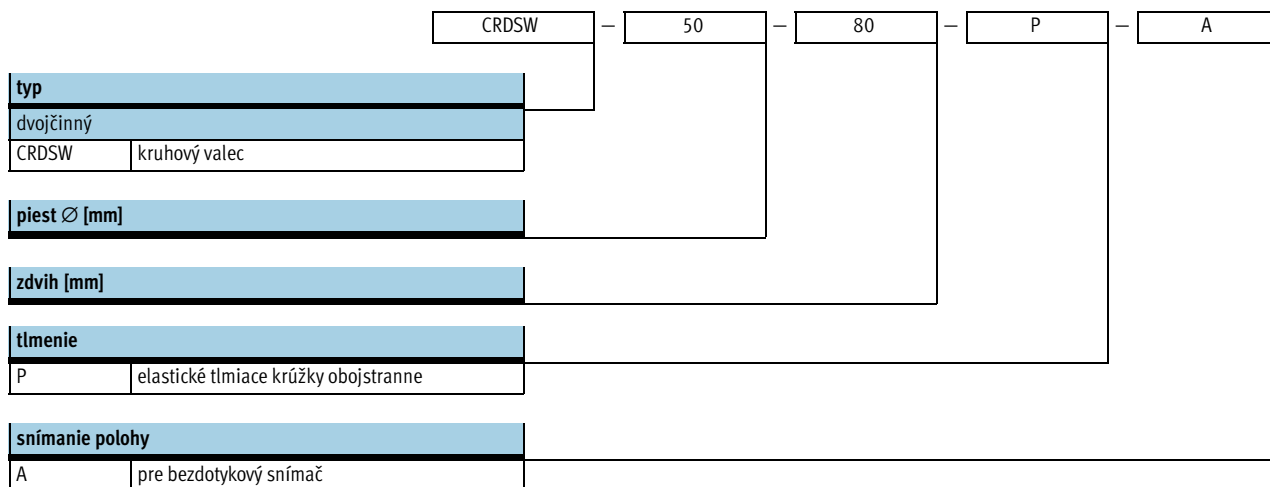 CRDSW – 50 – 80 – P – A
typ
dvojčinný
CRDSW kruhový valec
piest ∅ [mm]
zdvih [mm]
tlmenie
P elastické tlmiace krúžky obojstranne
snímanie polohy
A pre bezdotykový snímač